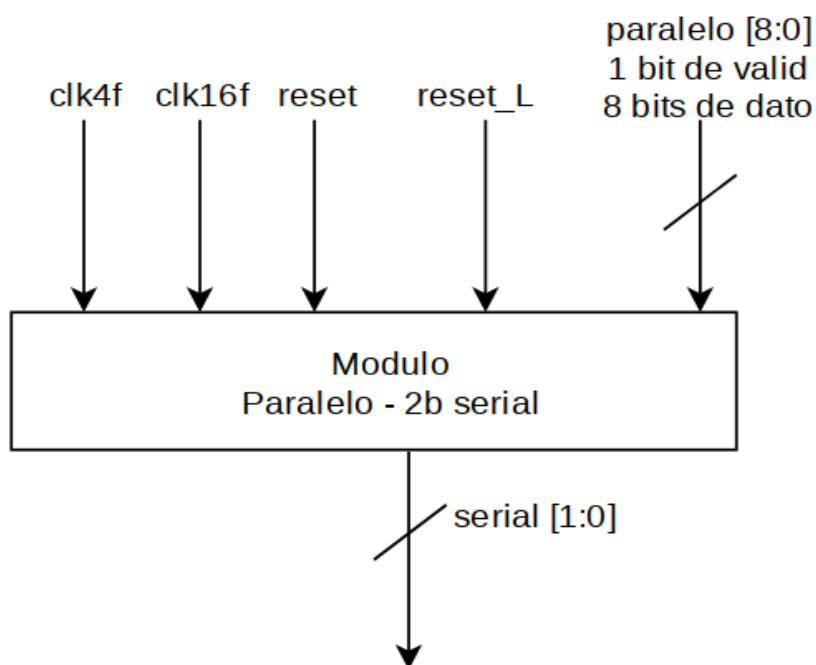 clk4f
clk16f
reset
reset_L
paralelo [8:0]
1 bit de valid
8 bits de dato
Modulo
Paralelo - 2b serial
serial [1:0]